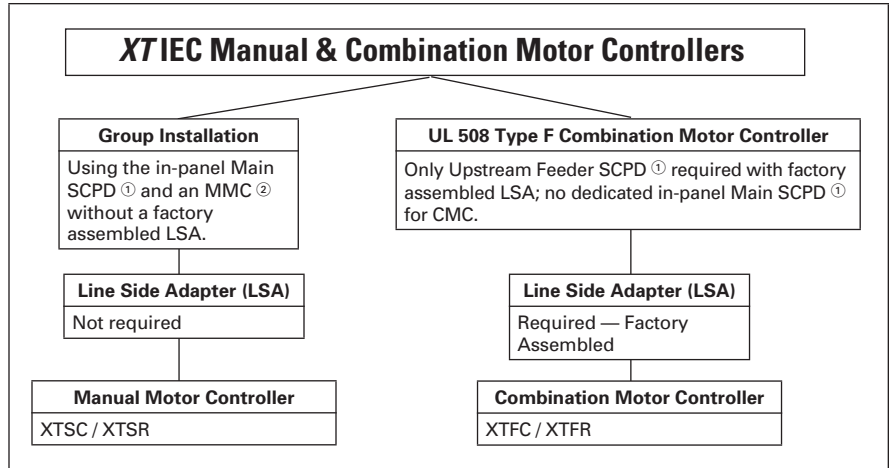 XT IEC Manual & Combination Motor Controllers
Group Installation
Using the in-panel Main
SCPD ① and an MMC ②
without a factory
assembled LSA.
UL 508 Type F Combination Motor Controller
Only Upstream Feeder SCPD ① required with factory
assembled LSA; no dedicated in-panel Main SCPD ①
for CMC.
Line Side Adapter (LSA)
Not required
Line Side Adapter (LSA)
Required — Factory
Assembled
Manual Motor Controller
XTSC / XTSR
Combination Motor Controller
XTFC / XTFR